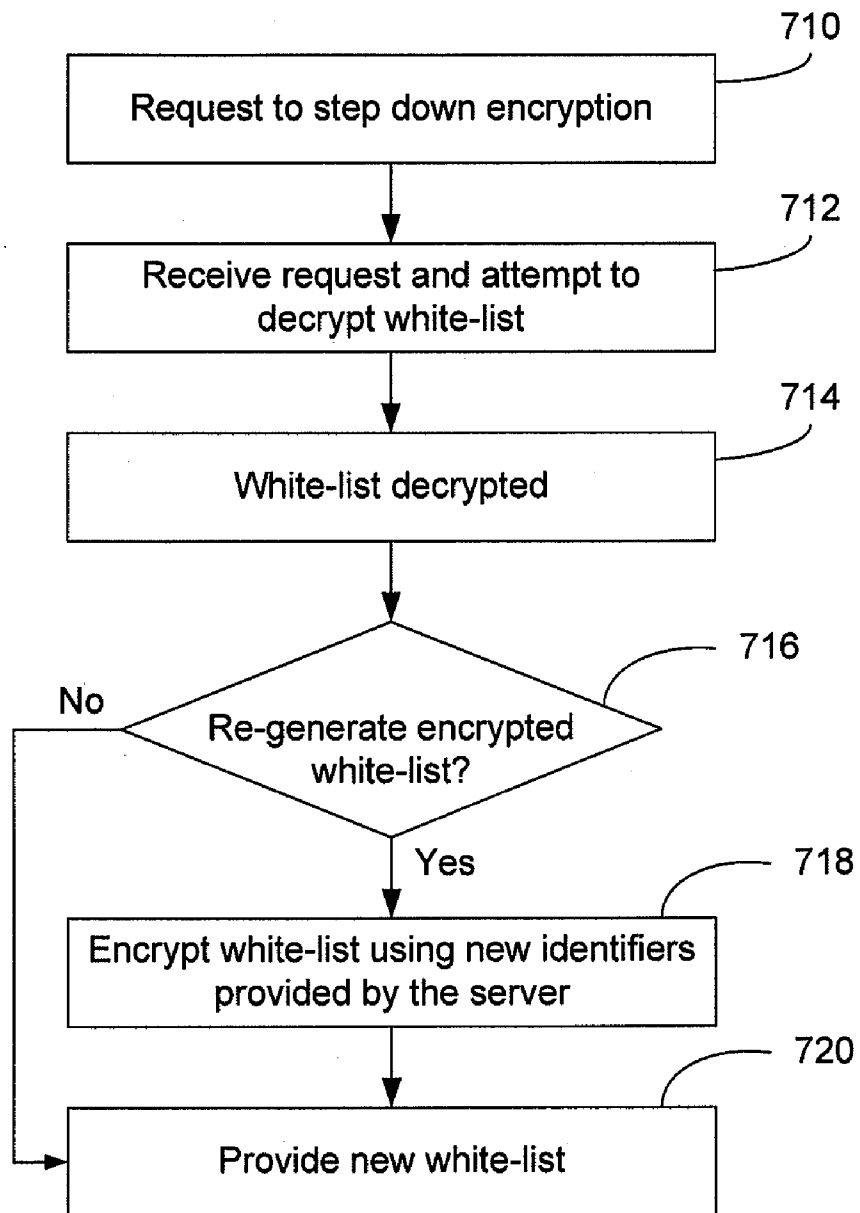 710
Request to step down encryption
712
Receive request and attempt to
decrypt white-list
714
White-list decrypted
716
No
Re-generate encrypted
white-list?
Yes
718
Encrypt white-list using new identifiers
provided by the server
720
Provide new white-list